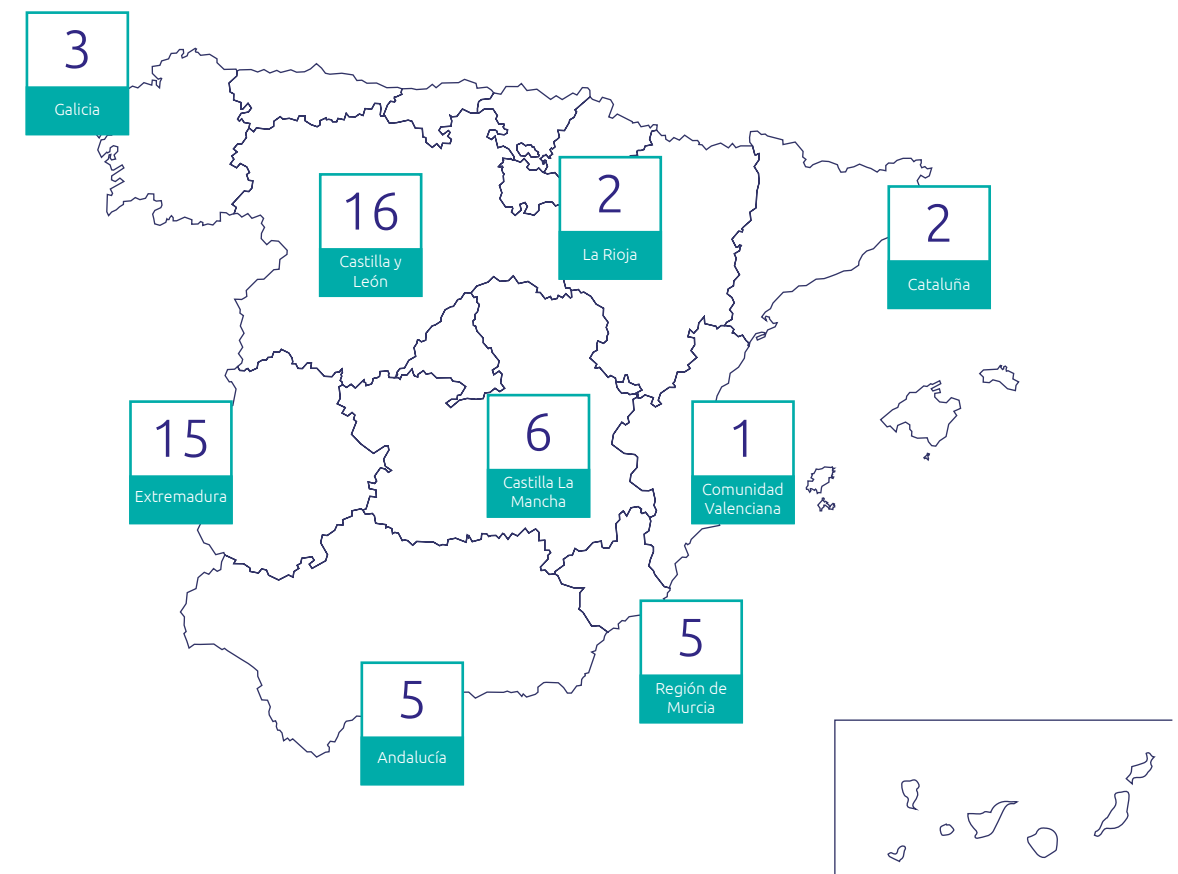 3
Galicia
16
Castilla y
León
2
La Rioja
2
Cataluña
15
Extremadura
6
Castilla La
Mancha
1
Comunidad
Valenciana
5
Región de
Murcia
5
Andalucía